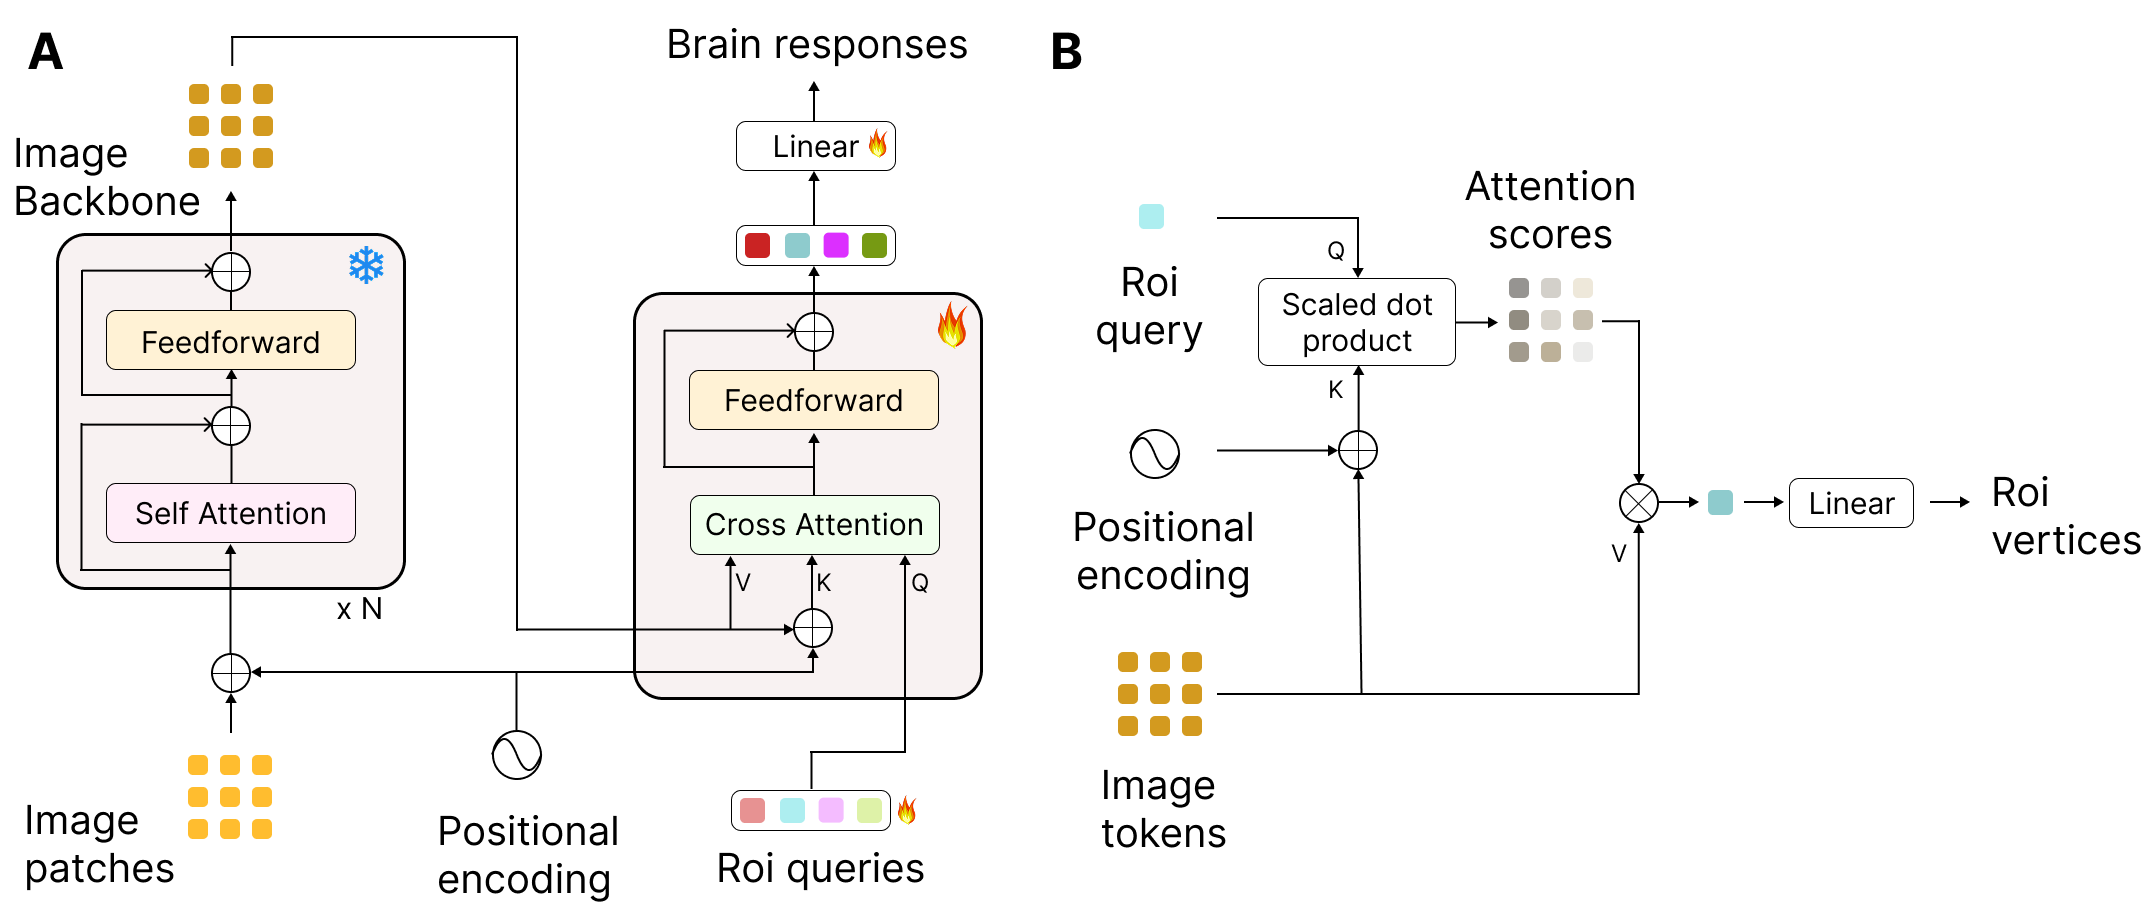 A
Image
Backbone
Feedforward
Self Attention
x N
Image
patches
Positional
encoding
Brain responses
Linear
Feedforward
Cross Attention
V
K
Q
Roi queries
B
Roi
query
Q
Scaled dot
product
K
Attention
scores
Positional
encoding
V
Linear
Roi
vertices
Image
tokens